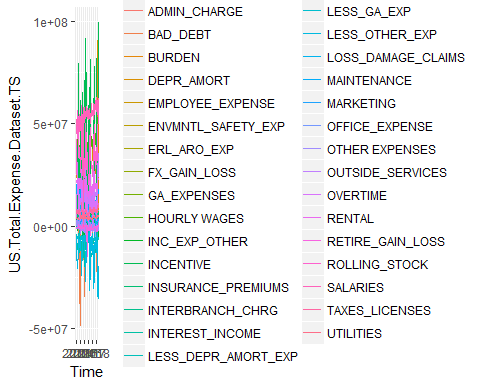 US.Total.Expense.Dataset.TS
1e+08
5e+07
0e+00
-5e+07
Time
ADMIN_CHARGE
BAD_DEBT
BURDEN
DEPR_AMORT
EMPLOYEE_EXPENSE
ENVMNTL_SAFETY_EXP
ERL_ARO_EXP
FX_GAIN_LOSS
GA_EXPENSES
HOURLY WAGES
INC_EXP_OTHER
INCENTIVE
INSURANCE_PREMIUMS
INTERBRANCH_CHRG
INTEREST_INCOME
LESS_DEPR_AMORT_EXP
LESS_GA_EXP
LESS_OTHER_EXP
LOSS_DAMAGE_CLAIMS
MAINTENANCE
MARKETING
OFFICE_EXPENSE
OTHER EXPENSES
OUTSIDE_SERVICES
OVERTIME
RENTAL
RETIRE_GAIN_LOSS
ROLLING_STOCK
SALARIES
TAXES_LICENSES
UTILITIES